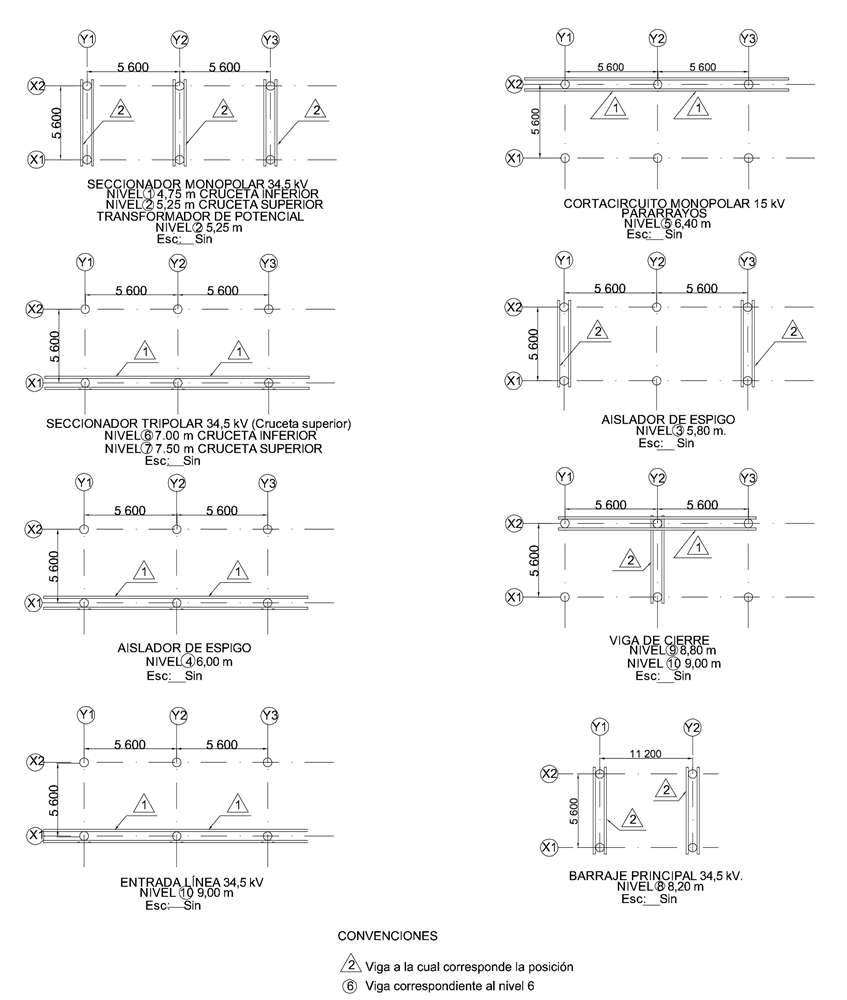 Y1 Y2 Y3
5 600 5 600
X2
2 2 2
5 600
X1
SECCIONADOR MONOPOLAR 34,5 kV
NIVEL 1 4,75 m CRUCETA INFERIOR
NIVEL 2 5,25 m CRUCETA SUPERIOR
TRANSFORMADOR DE POTENCIAL
NIVEL 2 5,25 m
Esc:__Sin
Y1 Y2 Y3
5 600 5 600
X2
1 1
5 600
X1
CORTACIRCUITO MONOPOLAR 15 kV
PARARRAYOS
NIVEL 5 6,40 m
Esc:__Sin
Y1 Y2 Y3
5 600 5 600
X2
5 600
1 1
X1
SECCIONADOR TRIPOLAR 34,5 kV (Cruceta superior)
NIVEL 6 7.00 m CRUCETA INFERIOR
NIVEL 7 7.50 m CRUCETA SUPERIOR
Esc:__Sin
Y1 Y2 Y3
5 600 5 600
X2
2 2
5 600
X1
AISLADOR DE ESPIGO
NIVEL 3 5,80 m.
Esc:__Sin
Y1 Y2 Y3
5 600 5 600
X2
5 600
1 1
X1
AISLADOR DE ESPIGO
NIVEL 4 6,00 m
Esc:__Sin
Y1 Y2 Y3
5 600 5 600
X2
2 1
5 600
X1
VIGA DE CIERRE
NIVEL 9 8,80 m
NIVEL 10 9,00 m
Esc:__Sin
Y1 Y2 Y3
5 600 5 600
X2
5 600
1 1
X1
ENTRADA LÍNEA 34,5 kV
NIVEL 10 9,00 m
Esc:__Sin
Y1 Y2
11 200
X2
2
5 600
2
X1
BARRAJE PRINCIPAL 34,5 kV.
NIVEL 8 8,20 m
Esc:__Sin
CONVENCIONES
2 Viga a la cual corresponde la posición
6 Viga correspondiente al nivel 6